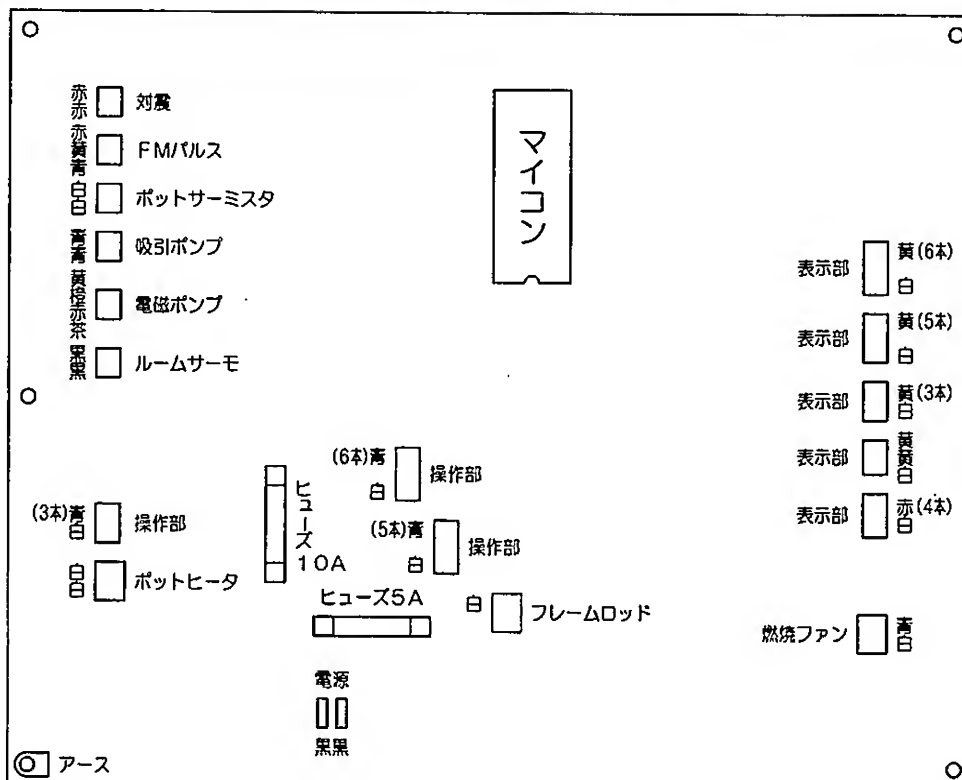 赤
赤
対震
赤
黄
青
FMパルス
白
白
ポットサーミスタ
青
青
吸引ポンプ
黄
橙
赤
茶
電磁ポンプ
黒
黒
ルームサーモ
マイコン
表示部
黄(6本)
白
表示部
黄(5本)
白
表示部
黄(3本)
白
表示部
黄
黄
白
表示部
赤(4本)
白
(6本)青
白
操作部
(5本)青
白
操作部
(3本)青
白
操作部
白
白
ポットヒータ
ヒューズ
10A
ヒューズ5A
白
フレームロッド
燃焼ファン
青
白
電源
黒黒
アース